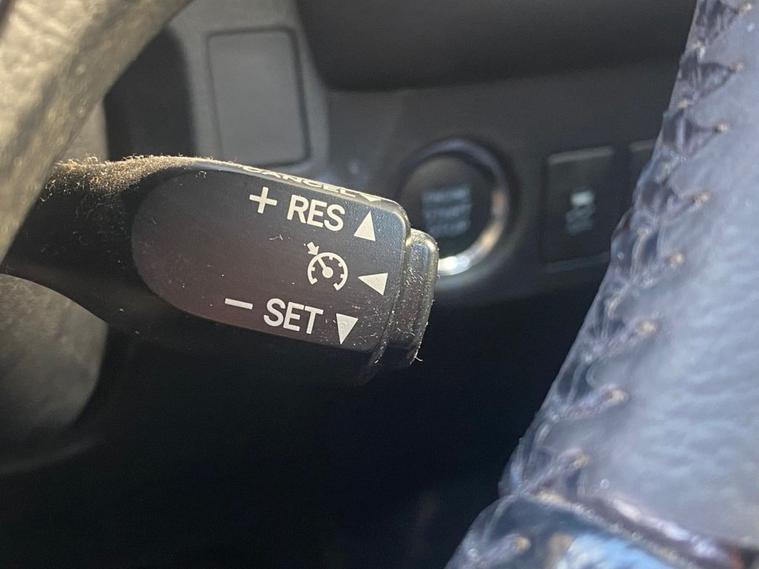 CANCEL
+ RES
- SET